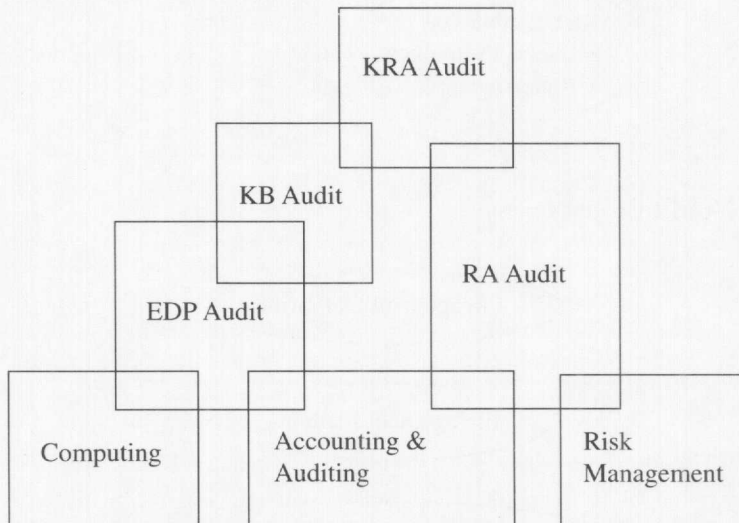 KRA Audit
KB Audit
RA Audit
EDP Audit
Computing
Accounting &
Auditing
Risk
Management